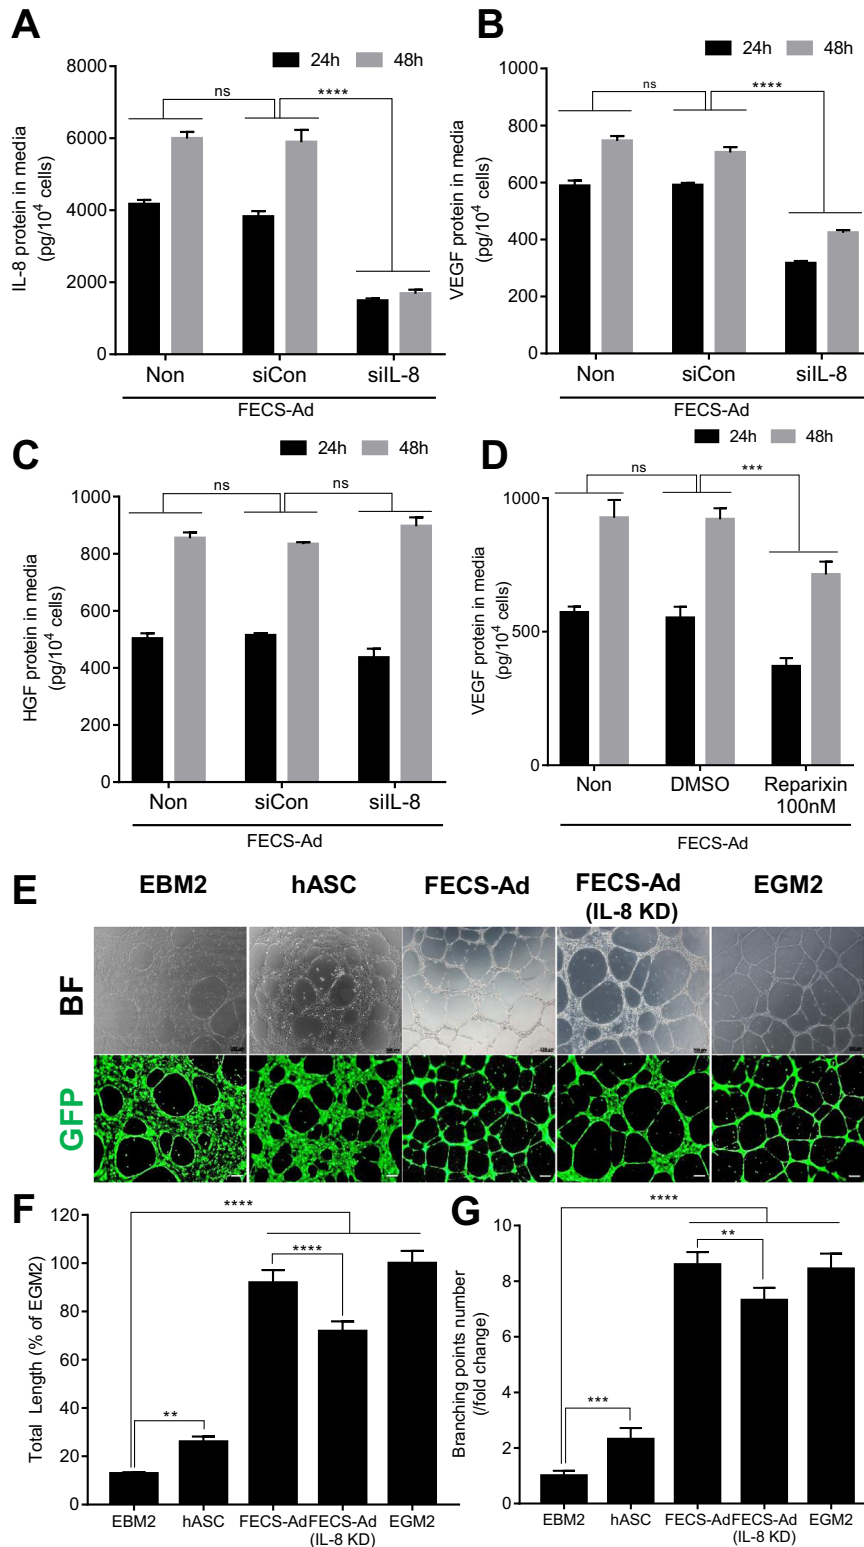 A
24h 48h
8000
6000
4000
2000
0
IL-8 protein in media
(pg/10⁴ cells)
ns
****
Non siCon siIL-8
FECS-Ad
B
24h 48h
1000
800
600
400
200
0
VEGF protein in media
(pg/10⁴ cells)
ns
****
Non siCon siIL-8
FECS-Ad
C
24h 48h
1000
800
600
400
200
0
HGF protein in media
(pg/10⁴ cells)
ns
ns
Non siCon siIL-8
FECS-Ad
D
24h 48h
1000
500
0
VEGF protein in media
(pg/10⁴ cells)
ns
***
Non DMSO Reparixin
100nM
FECS-Ad
E
EBM2 hASC FECS-Ad FECS-Ad EGM2
(IL-8 KD)
BF
GFP
F
120
100
80
60
40
20
0
Total Length (% of EGM2)
****
****
**
EBM2 hASC FECS-Ad FECS-Ad EGM2
(IL-8 KD)
G
10
8
6
4
2
0
Branching points number
(/fold change)
****
**
***
EBM2 hASC FECS-Ad FECS-Ad EGM2
(IL-8 KD)